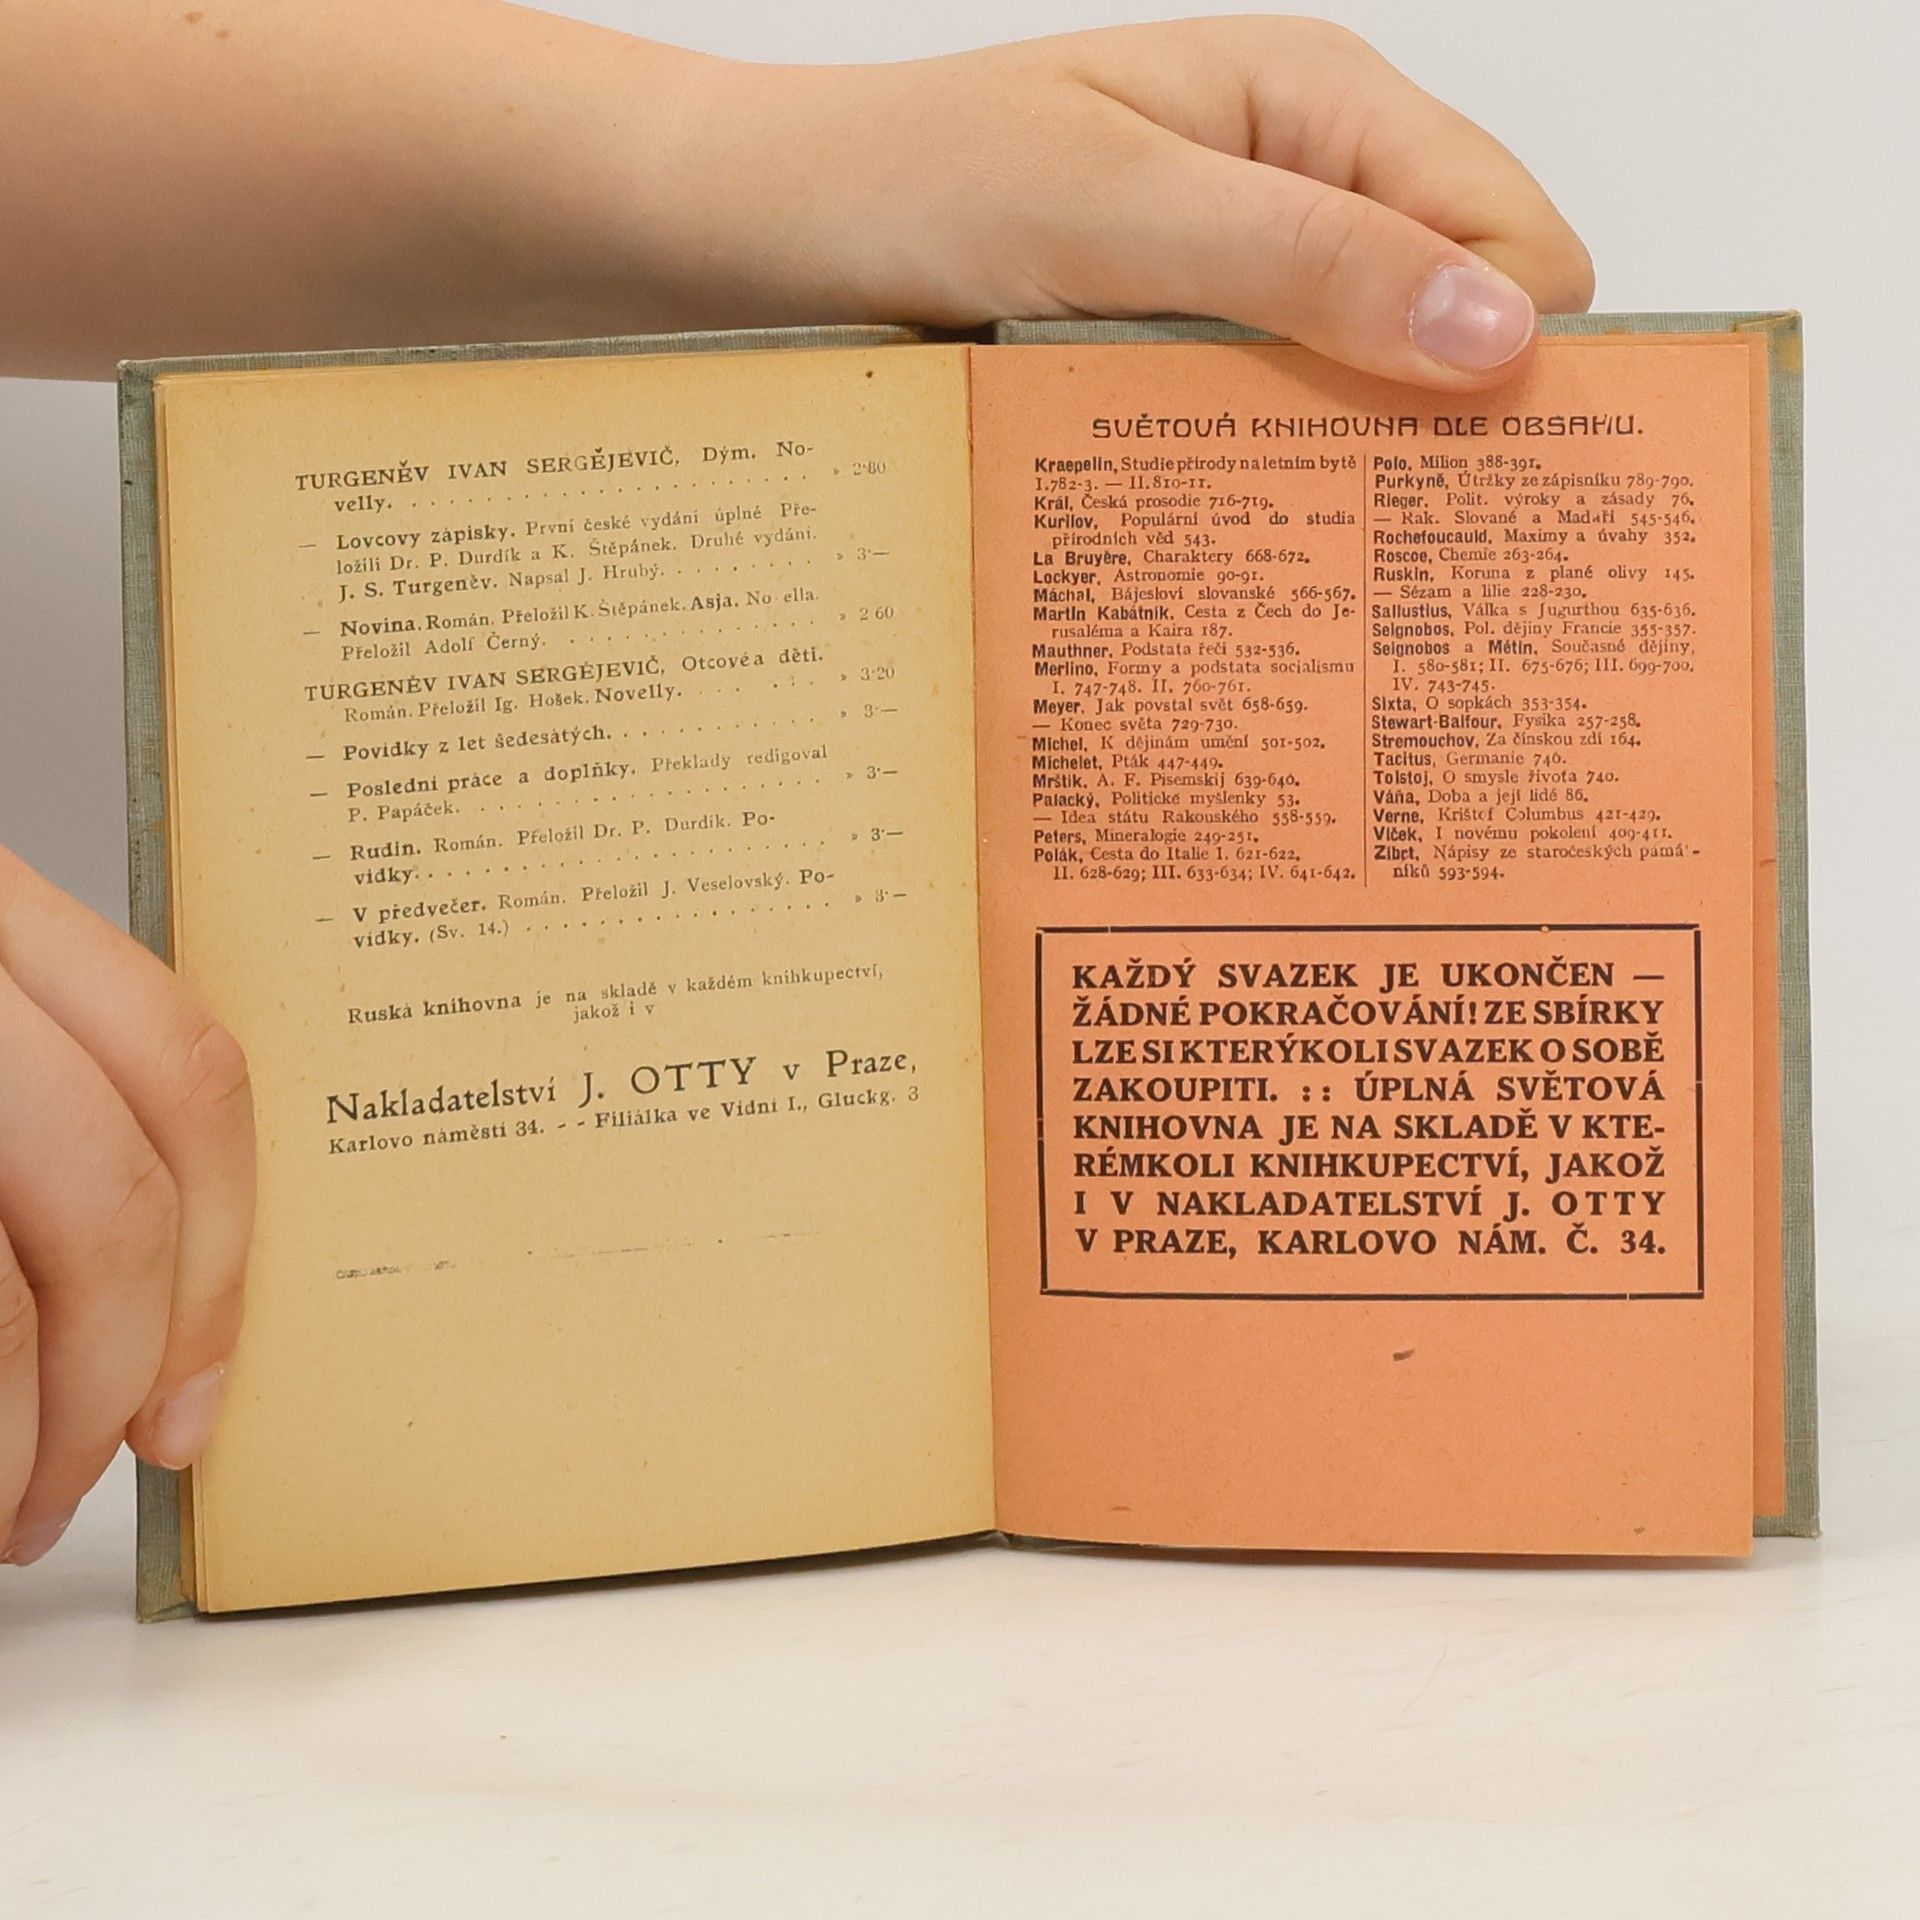 TURGENĚV IVAN SERGĚJEVIČ, Dým. No-
velly. . . . . . . . . . . . . . . . . . . » 2·80
— Lovcovy zápisky. První české vydání úplné Pře-
ložili Dr. P. Durdík a K. Štěpánek. Druhé vydání.
J. S. Turgeněv. Napsal J. Hrubý. . . . . . . . » 3·—
— Novina. Román. Přeložil K. Štěpánek. Asja. No ella.
Přeložil Adolf Černý. . . . . . . . . . . . . » 2 60
TURGENĚV IVAN SERGĚJEVIČ, Otcové a děti.
Román. Přeložil Ig. Hošek. Novelly. . . . . . . » 3·20
— Povídky z let šedesátých. . . . . . . . . . » 3·—
— Poslední práce a doplňky. Překlady redigoval
P. Papáček. . . . . . . . . . . . . . . . . » 3·—
— Rudin. Román. Přeložil Dr. P. Durdík. Po-
vídky. . . . . . . . . . . . . . . . . . . » 3·—
— V předvečer. Román. Přeložil J. Veselovský. Po-
vídky. (Sv. 14.) . . . . . . . . . . . . . . » 3·—
Ruská knihovna je na skladě v každém knihkupectví,
jakož i v
Nakladatelství J. OTTY v Praze,
Karlovo náměstí 34. - - Filiálka ve Vídni I., Gluckg. 3
SVĚTOVÁ KNIHOVNA DLE OBSAHU.
Kraepelin, Studie přírody na letním bytě
I. 782-3. — II. 810-11.
Král, Česká prosodie 716-719.
Kurilov, Populární úvod do studia
přírodních věd 543.
La Bruyère, Charaktery 668-672.
Lockyer, Astronomie 90-91.
Máchal, Bájesloví slovanské 566-567.
Martin Kabátník, Cesta z Čech do Je-
rusaléma a Kaira 187.
Mauthner, Podstata řeči 532-536.
Merlino, Formy a podstata socialismu
I. 747-748. II. 760-761.
Meyer, Jak povstal svět 658-659.
— Konec světa 729-730.
Michel, K dějinám umění 501-502.
Michelet, Pták 447-449.
Mrštík, A. F. Pisemskij 639-640.
Palacký, Politické myšlenky 53.
— Idea státu Rakouského 558-559.
Peters, Mineralogie 249-251.
Polák, Cesta do Italie I. 621-622,
II. 628-629; III. 633-634; IV. 641-642.
Polo, Milion 388-391.
Purkyně, Útržky ze zápisníku 789-790.
Rieger, Polit. výroky a zásady 76.
— Rak. Slované a Maďaři 545-546.
Rochefoucauld, Maximy a úvahy 352.
Roscoe, Chemie 263-264.
Ruskin, Koruna z plané olivy 145.
— Sézam a lilie 228-230.
Sallustius, Válka s Jugurthou 635-636.
Seignobos, Pol. dějiny Francie 355-357.
Seignobos a Métin, Současné dějiny,
I. 580-581; II. 675-676; III. 699-700.
IV. 743-745.
Sixta, O sopkách 353-354.
Stewart-Balfour, Fysika 257-258.
Stremouchov, Za čínskou zdí 164.
Tacitus, Germanie 746.
Tolstoj, O smysle života 740.
Váňa, Doba a její lidé 86.
Verne, Krištof Columbus 421-429.
Vlček, I novému pokolení 409-411.
Zíbrt, Nápisy ze staročeských pamá-
níků 593-594.
KAŽDÝ SVAZEK JE UKONČEN —
ŽÁDNÉ POKRAČOVÁNÍ! ZE SBÍRKY
LZE SI KTERÝKOLI SVAZEK O SOBĚ
ZAKOUPITI. :: ÚPLNÁ SVĚTOVÁ
KNIHOVNA JE NA SKLADĚ V KTE-
RÉMKOLI KNIHKUPECTVÍ, JAKOŽ
I V NAKLADATELSTVÍ J. OTTY
V PRAZE, KARLOVO NÁM. Č. 34.